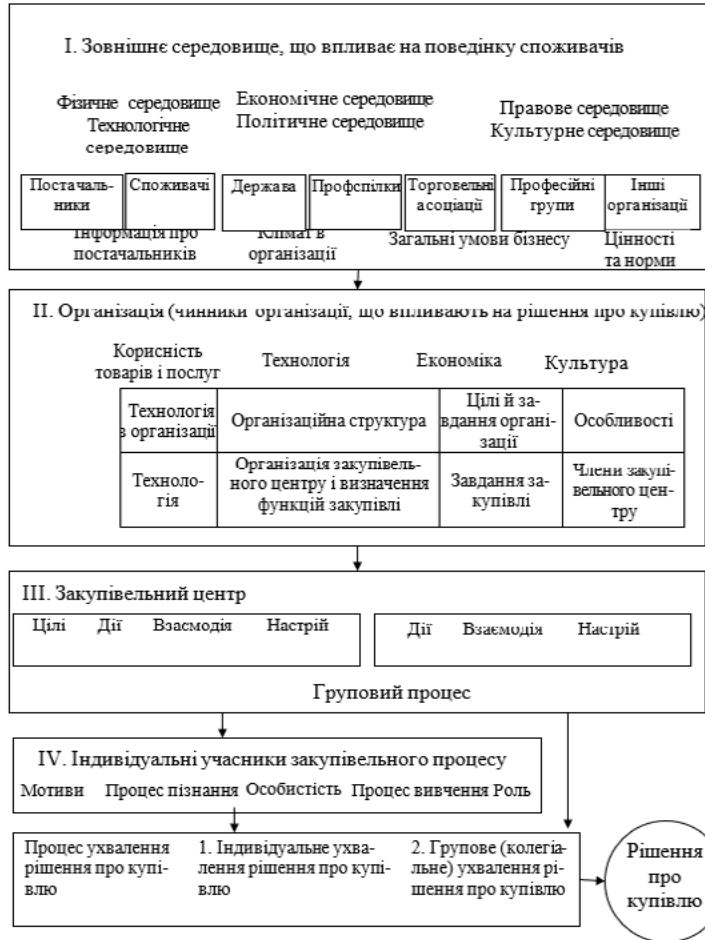 I. Зовнішнє середовище, що впливає на поведінку споживачів
Фізичне середовище
Технологічне
середовище
Економічне середовище
Політичне середовище
Правове середовище
Культурне середовище
Постачаль-
ники
Споживачі
Держава
Профспілки
Торговельні
асоціації
Професійні
групи
Інші
організації
Інформація про
постачальників
Клімат в
організації
Загальні умови бізнесу
Цінності
та норми
II. Організація (чинники організації, що впливають на рішення про купівлю)
Корисність
товарів і послуг
Технологія
Економіка
Культура
Технологія
в організації
Організаційна структура
Цілі й за-
вдання органі-
зації
Особливості
Техноло-
гія
Організація закупівель-
ного центру і визначення
функцій закупівлі
Завдання за-
купівлі
Члени закупі-
вельного цен-
тру
III. Закупівельний центр
Цілі Дії Взаємодія Настрій
Дії Взаємодія Настрій
Груповий процес
IV. Індивідуальні учасники закупівельного процесу
Мотиви Процес пізнання Особистість Процес вивчення Роль
Процес ухвалення
рішення про купі-
влю
1. Індивідуальне ухва-
лення рішення про купі-
влю
2. Групове (колегіа-
льне) ухвалення рі-
шення про купівлю
Рішення
про
купівлю